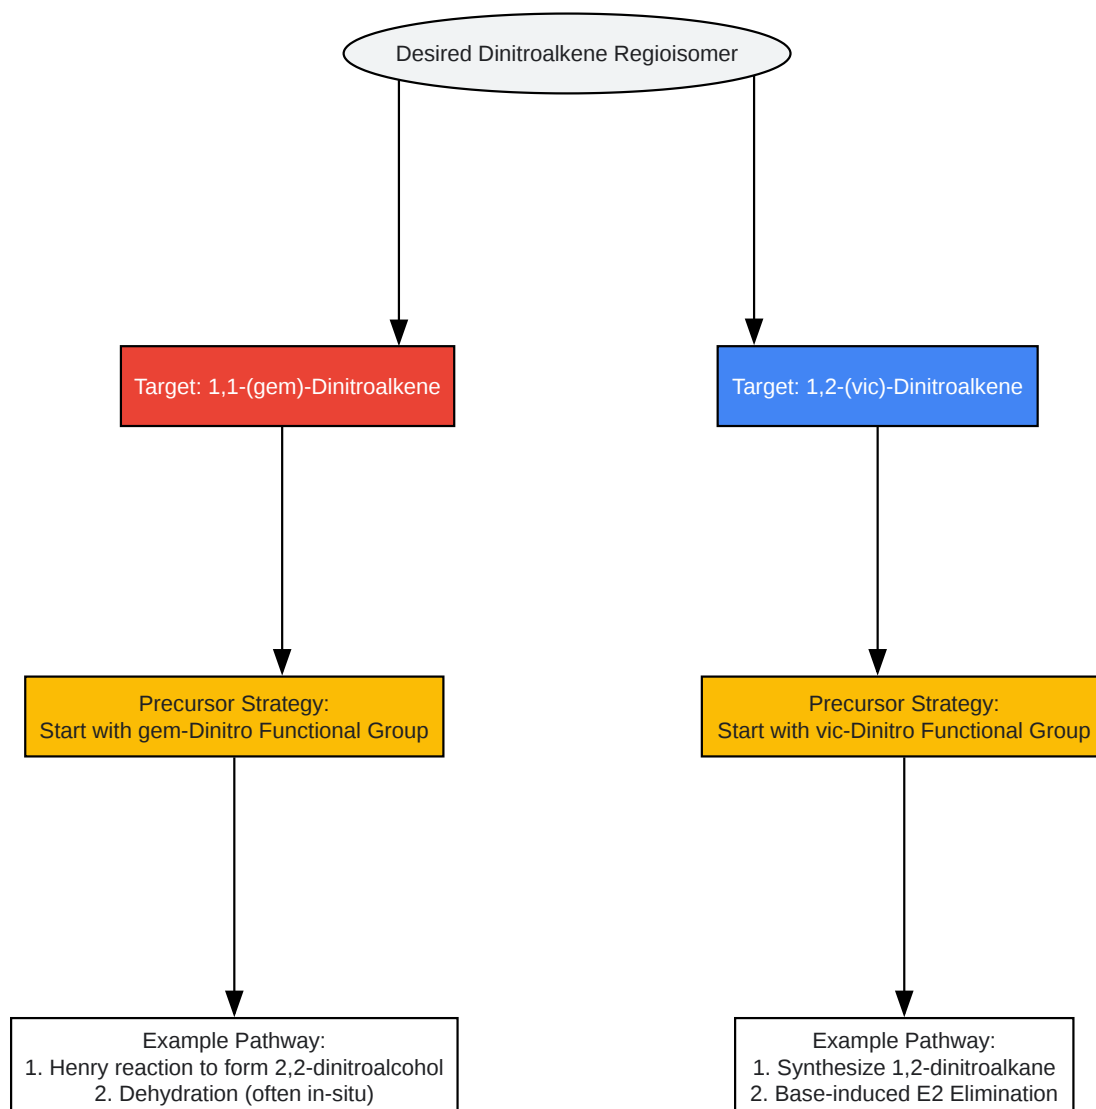 Desired Dinitroalkene Regioisomer
Target: 1,1-(gem)-Dinitroalkene
Target: 1,2-(vic)-Dinitroalkene
Precursor Strategy:
Start with gem-Dinitro Functional Group
Precursor Strategy:
Start with vic-Dinitro Functional Group
Example Pathway:
1. Henry reaction to form 2,2-dinitroalcohol
2. Dehydration (often in-situ)
Example Pathway:
1. Synthesize 1,2-dinitroalkane
2. Base-induced E2 Elimination